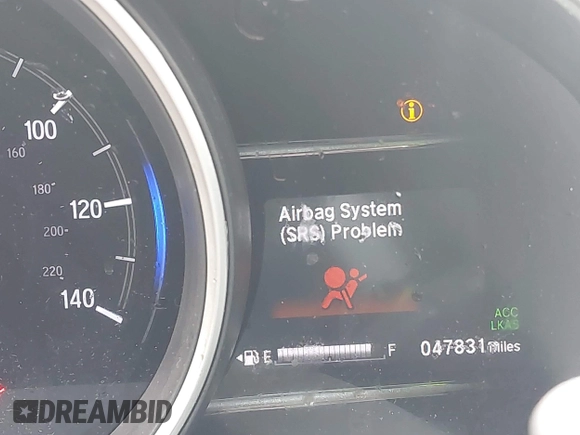 100
160
180
120
200
220
140
i
Airbag System
(SRS) Problem
ACC
LKAS
E F
047831 miles
DREAMBID